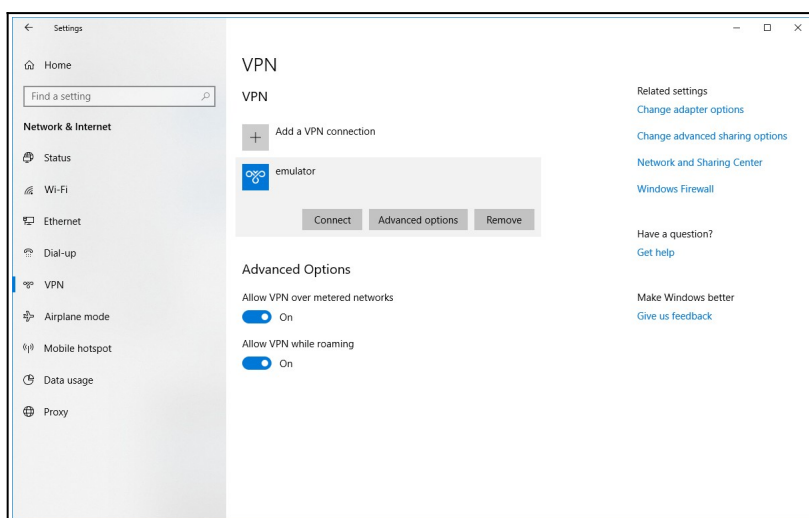 Settings
Home
Find a setting
Network & Internet
Status
Wi-Fi
Ethernet
Dial-up
VPN
Airplane mode
Mobile hotspot
Data usage
Proxy
VPN
VPN
Add a VPN connection
emulator
Connect Advanced options Remove
Advanced Options
Allow VPN over metered networks
On
Allow VPN while roaming
On
Related settings
Change adapter options
Change advanced sharing options
Network and Sharing Center
Windows Firewall
Have a question?
Get help
Make Windows better
Give us feedback